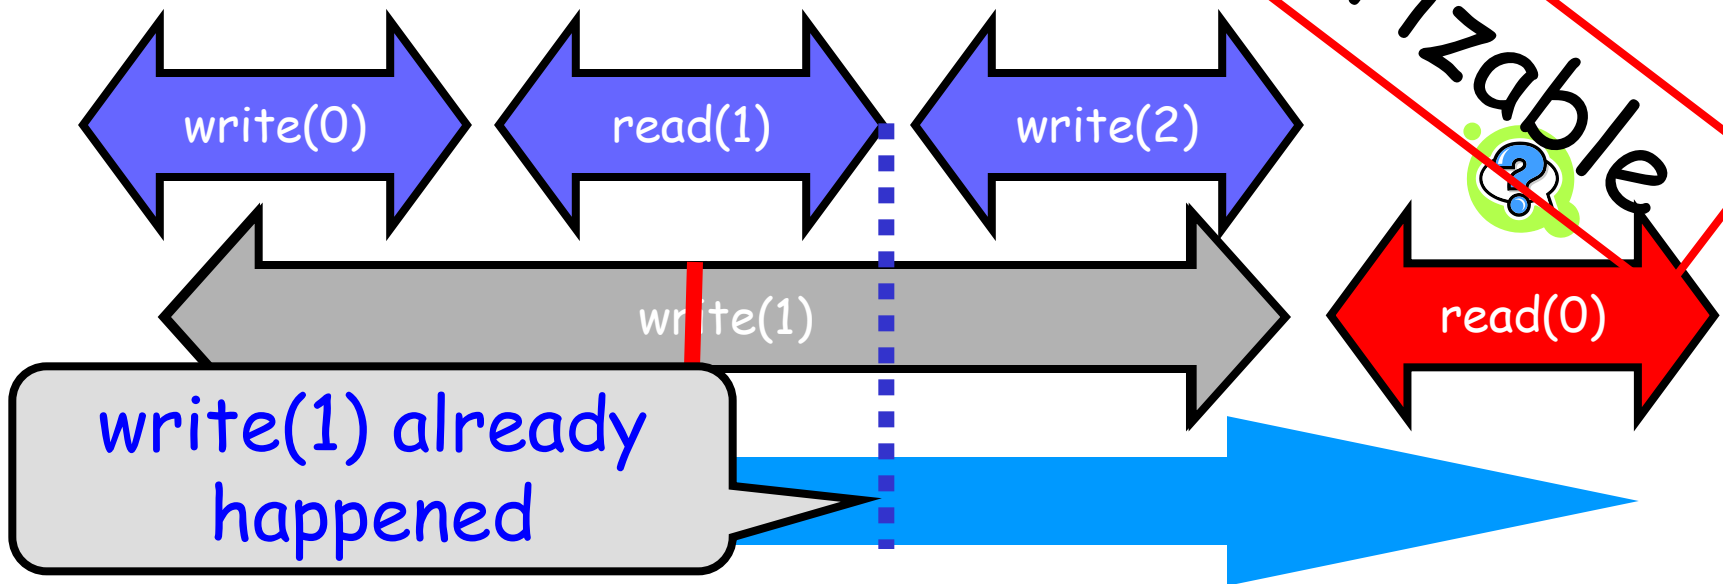 write(0) read(1) write(2)
write(1) read(0)
write(1) already
happened